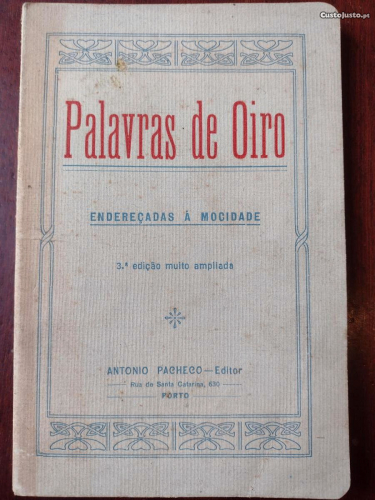 CustoJusto.pt
Palavras de Oiro
ENDEREÇADAS Á MOCIDADE
3.ª edição muito ampliada
ANTONIO PACHECO—Editor
Rua de Santa Catarina, 630
PORTO